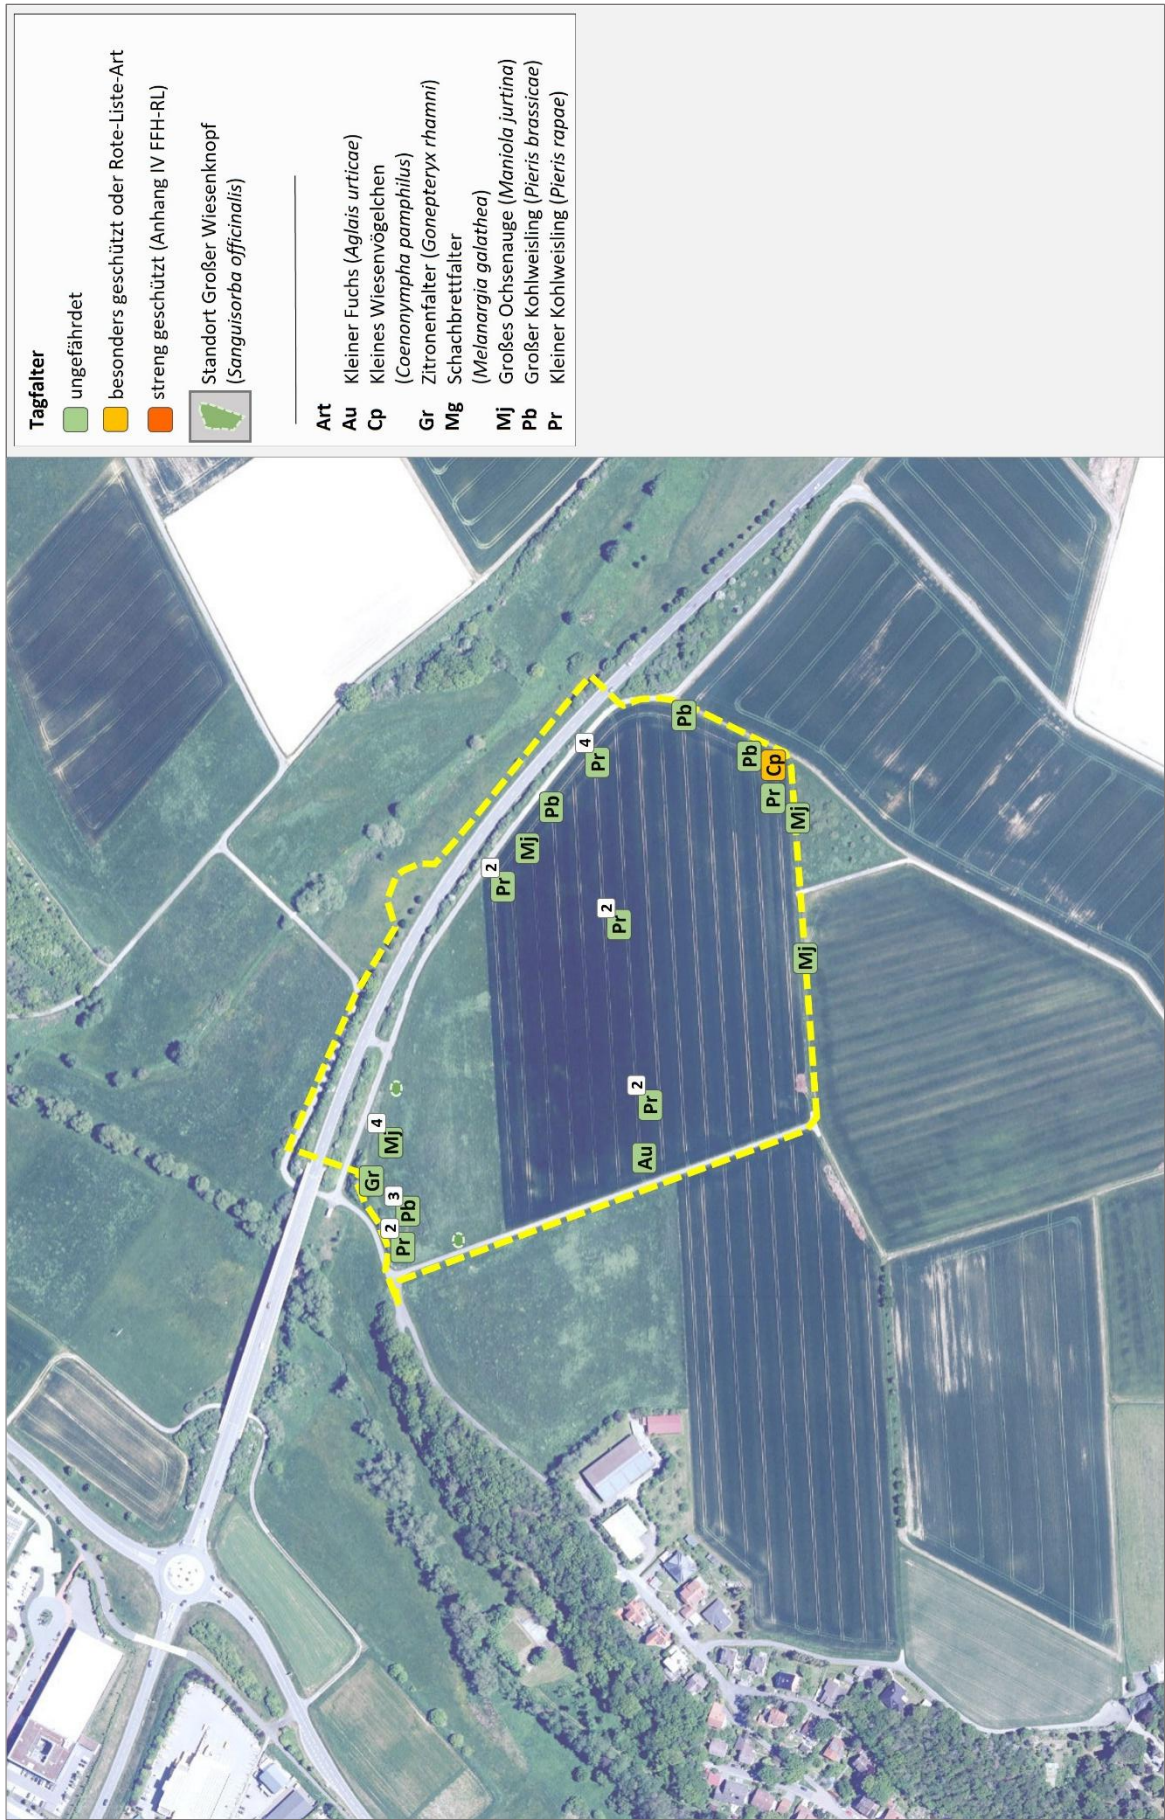 Tagfalter
ungefährdet
besonders geschützt oder Rote-Liste-Art
streng geschützt (Anhang IV FFH-RL)
Standort Großer Wiesenknopf
(Sanguisorba officinalis)
Art
Au Kleiner Fuchs (Aglais urticae)
Cp Kleines Wiesenvögelchen
(Coenonympha pamphilus)
Gr Zitronenfalter (Gonepteryx rhamni)
Mg Schachbrettfalter
(Melanargia galathea)
Mj Großes Ochsenauge (Maniola jurtina)
Pb Großer Kohlweisling (Pieris brassicae)
Pr Kleiner Kohlweisling (Pieris rapae)
Gr
4
Mj
2
Pr
3
Pb
2
Pr
Mj
Pb
4
Pr
2
Pr
2
Pr
Au
Pb
Pb
Cp
Pr
Mj
Mj